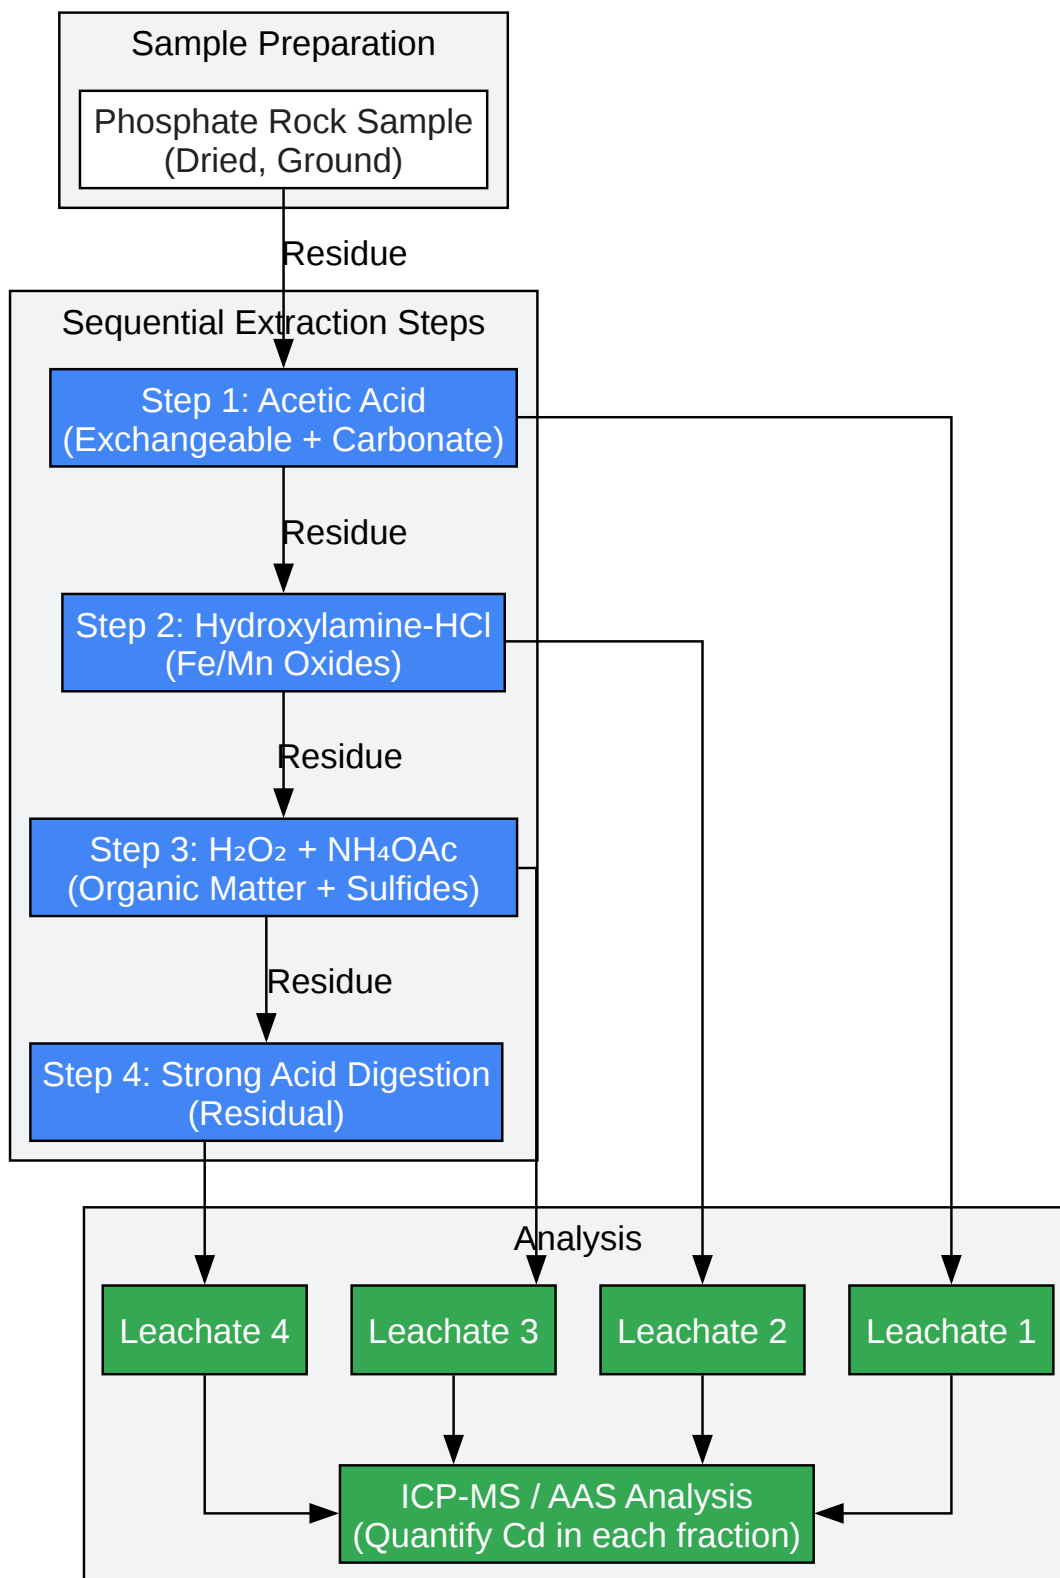 Sample Preparation
Phosphate Rock Sample
(Dried, Ground)
Residue
Sequential Extraction Steps
Step 1: Acetic Acid
(Exchangeable + Carbonate)
Residue
Step 2: Hydroxylamine-HCl
(Fe/Mn Oxides)
Residue
Step 3: H₂O₂ + NH₄OAc
(Organic Matter + Sulfides)
Residue
Step 4: Strong Acid Digestion
(Residual)
Analysis
Leachate 4
Leachate 3
Leachate 2
Leachate 1
ICP-MS / AAS Analysis
(Quantify Cd in each fraction)